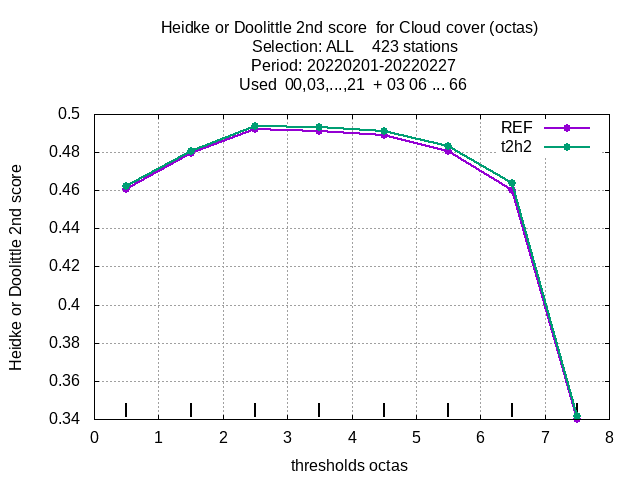 Heidke or Doolittle 2nd score  for Cloud cover (octas)
Selection: ALL    423 stations
Period: 20220201-20220227
Used  00,03,...,21  + 03 06 ... 66
REF
t2h2
Heidke or Doolittle 2nd score
0.5
0.48
0.46
0.44
0.42
0.4
0.38
0.36
0.34
0 1 2 3 4 5 6 7 8
thresholds octas